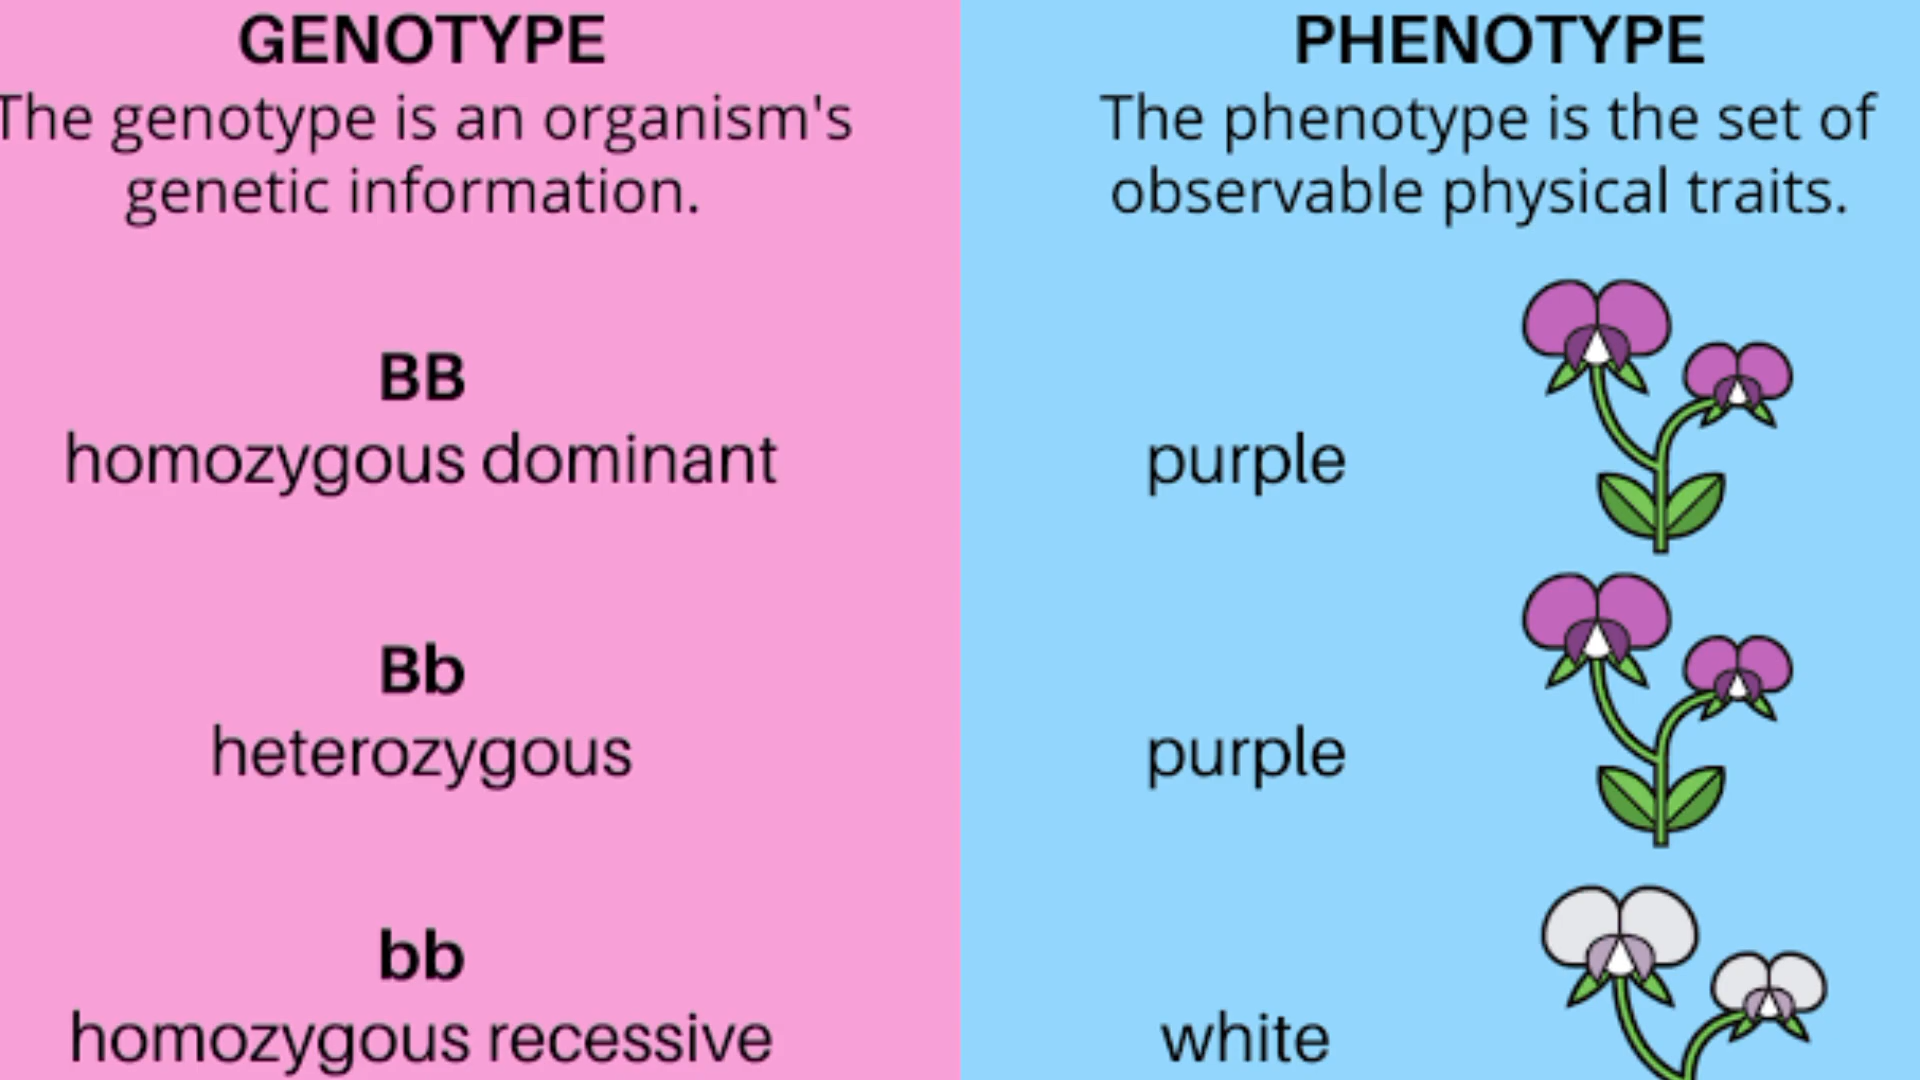 GENOTYPE
The genotype is an organism's
genetic information.
BB
homozygous dominant
Bb
heterozygous
bb
homozygous recessive
PHENOTYPE
The phenotype is the set of
observable physical traits.
purple
purple
white